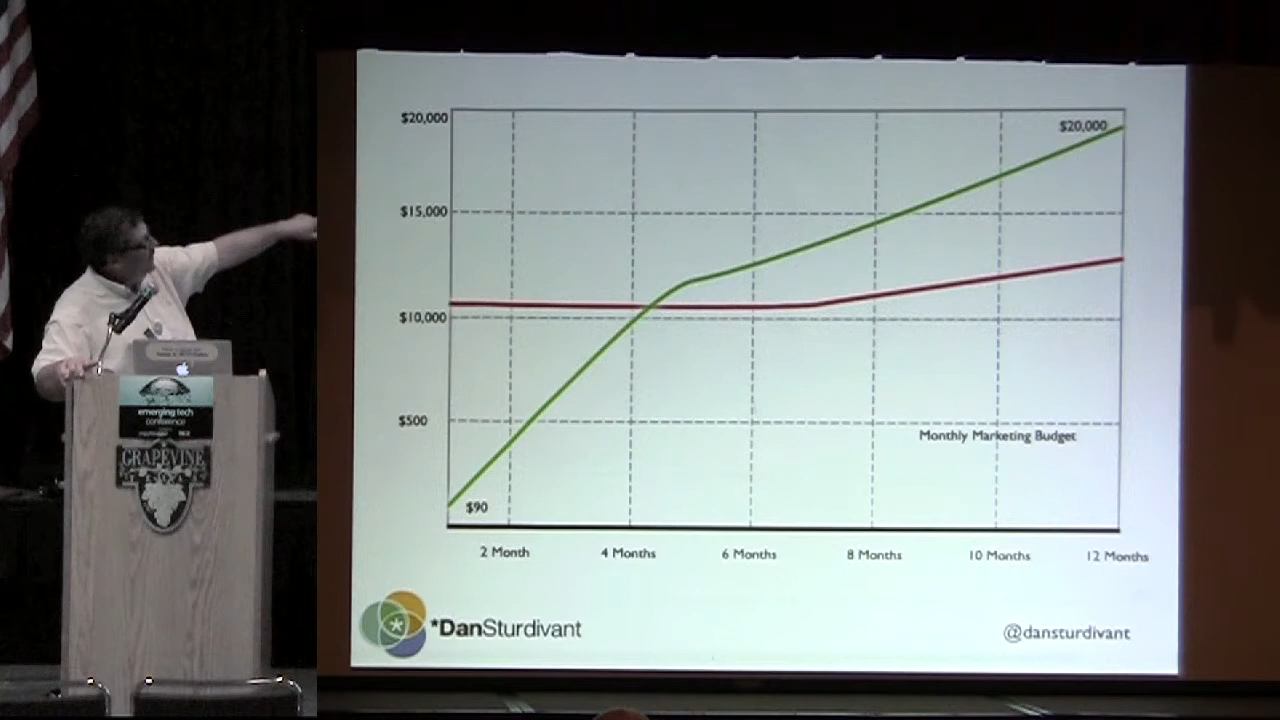 $20,000
$20,000
$15,000
$10,000
$500
Monthly Marketing Budget
$90
2 Month
4 Months
6 Months
8 Months
10 Months
12 Months
*DanSturdivant
@dansturdivant
emerging tech
conference
GRAPEVINE